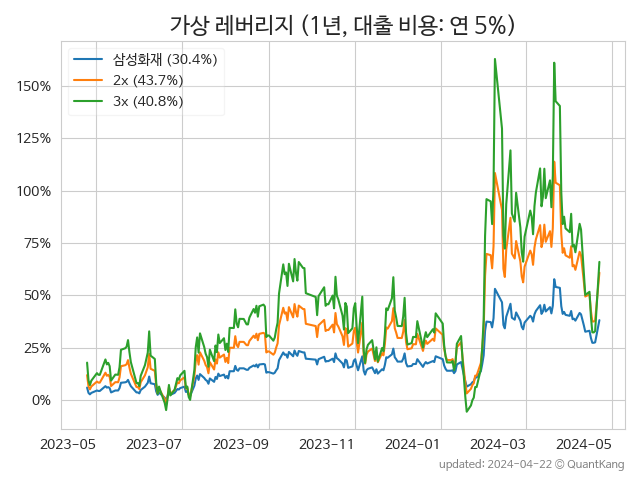 가상 레버리지 (1년, 대출 비용: 연 5%)
삼성화재 (30.4%)
2x (43.7%)
3x (40.8%)
150%
125%
100%
75%
50%
25%
0%
2023-05
2023-07
2023-09
2023-11
2024-01
2024-03
2024-05
updated: 2024-04-22 © QuantKang